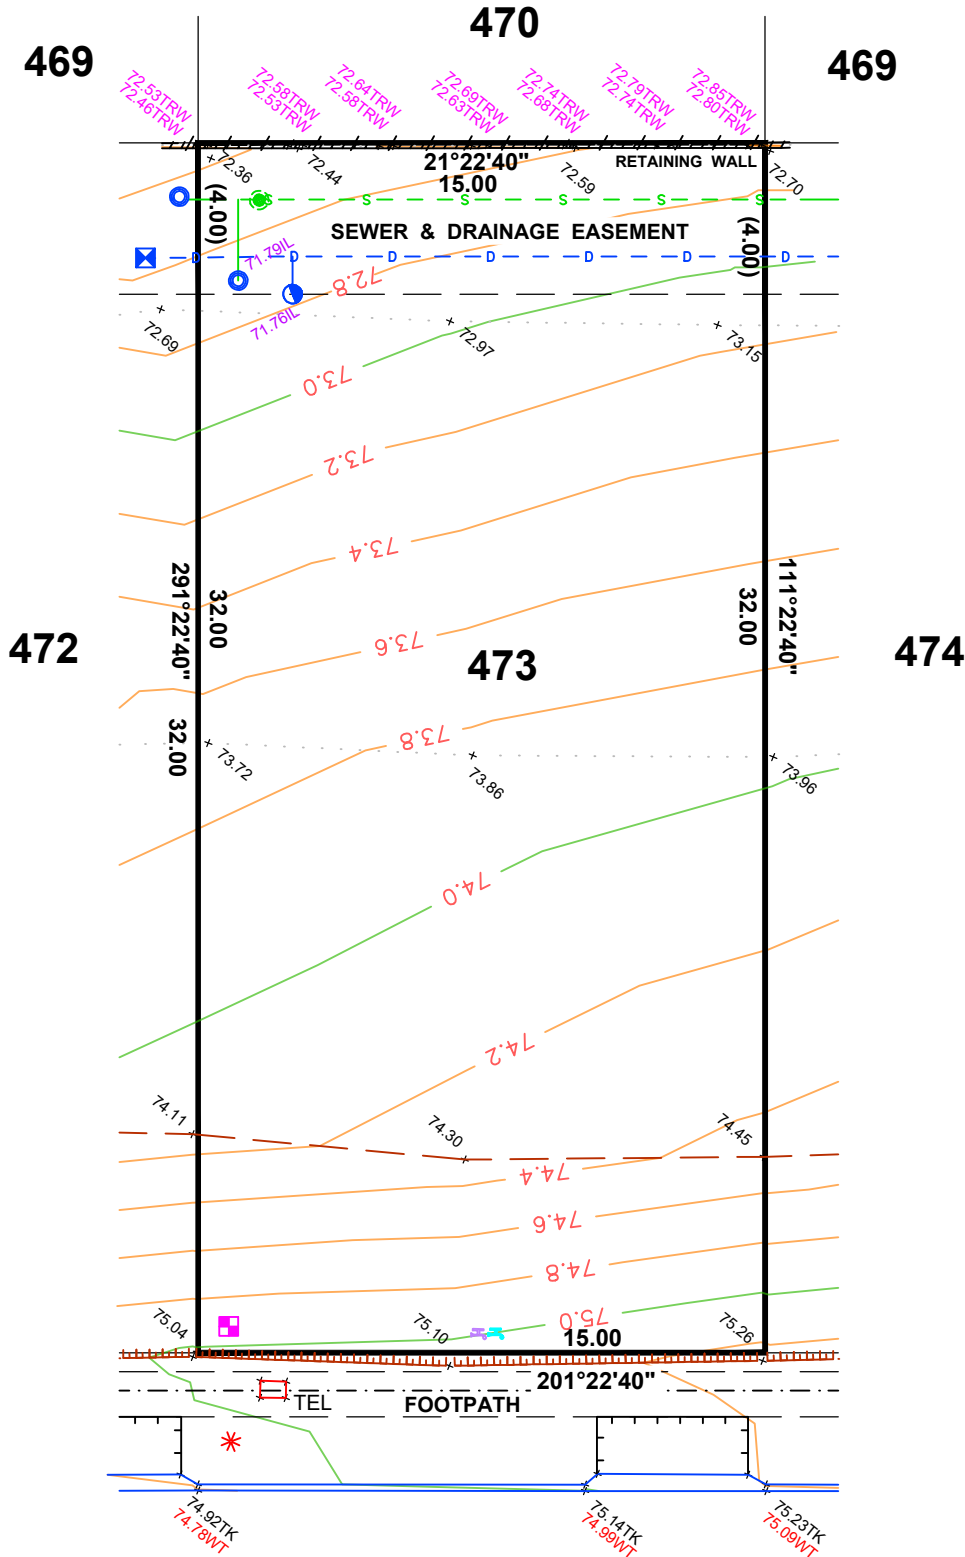 470
469
469
72.53TRW
72.46TRW
72.58TRW
72.53TRW
72.64TRW
72.58TRW
72.69TRW
72.63TRW
72.74TRW
72.68TRW
72.79TRW
72.74TRW
72.85TRW
72.80TRW
21°22'40"
15.00
RETAINING WALL
72.36
72.44
72.59
72.70
(4.00)
(4.00)
S S S S S S
SEWER & DRAINAGE EASEMENT
D D D D D D D
71.79IL
71.76IL
72.8
72.69
72.97
73.15
73.0
73.2
73.4
291°22'40"
32.00
32.00
111°22'40"
73.6
472
473
474
32.00
73.8
73.72
73.86
73.96
74.0
74.2
74.11
74.30
74.45
74.4
74.6
74.8
75.0
75.04
75.10
75.26
15.00
201°22'40"
TEL
FOOTPATH
74.92TK
74.78WT
75.14TK
74.99WT
75.23TK
75.09WT